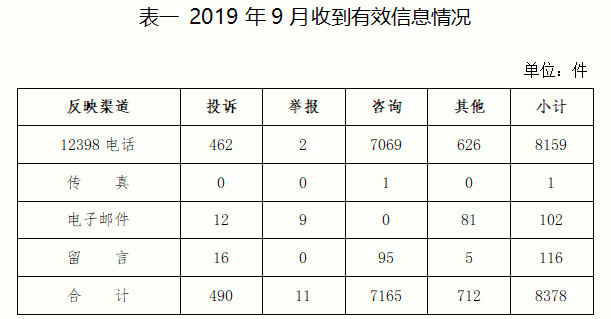 表一 2019 年 9 月收到有效信息情况
单位：件
反映渠道 投诉 举报 咨询 其他 小计
12398 电话 462 2 7069 626 8159
传 真 0 0 1 0 1
电子邮件 12 9 0 81 102
留 言 16 0 95 5 116
合 计 490 11 7165 712 8378